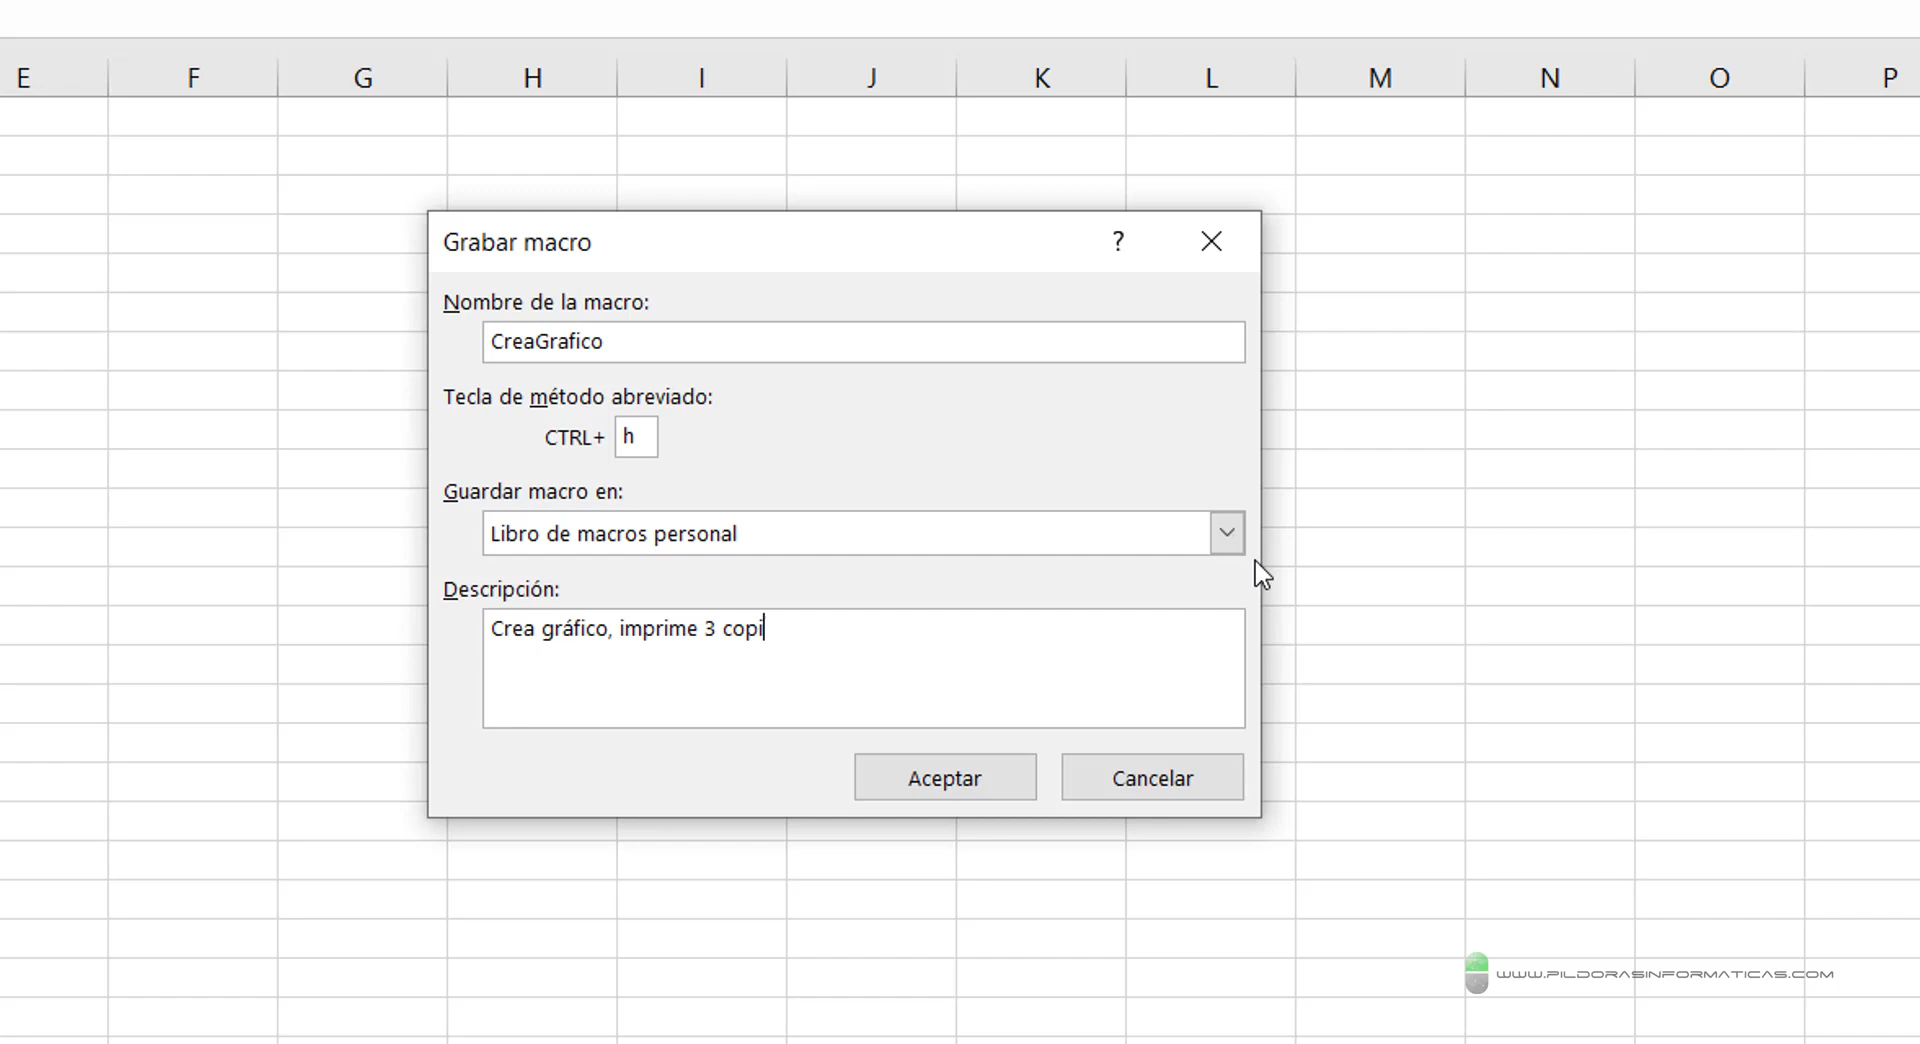 E F G H I J K L M N O P
Grabar macro ?
Nombre de la macro:
CreaGrafico
Tecla de método abreviado:
CTRL+ h
Guardar macro en:
Libro de macros personal
Descripción:
Crea gráfico, imprime 3 copi
Aceptar Cancelar
WWW.PILDORASINFORMATICAS.COM